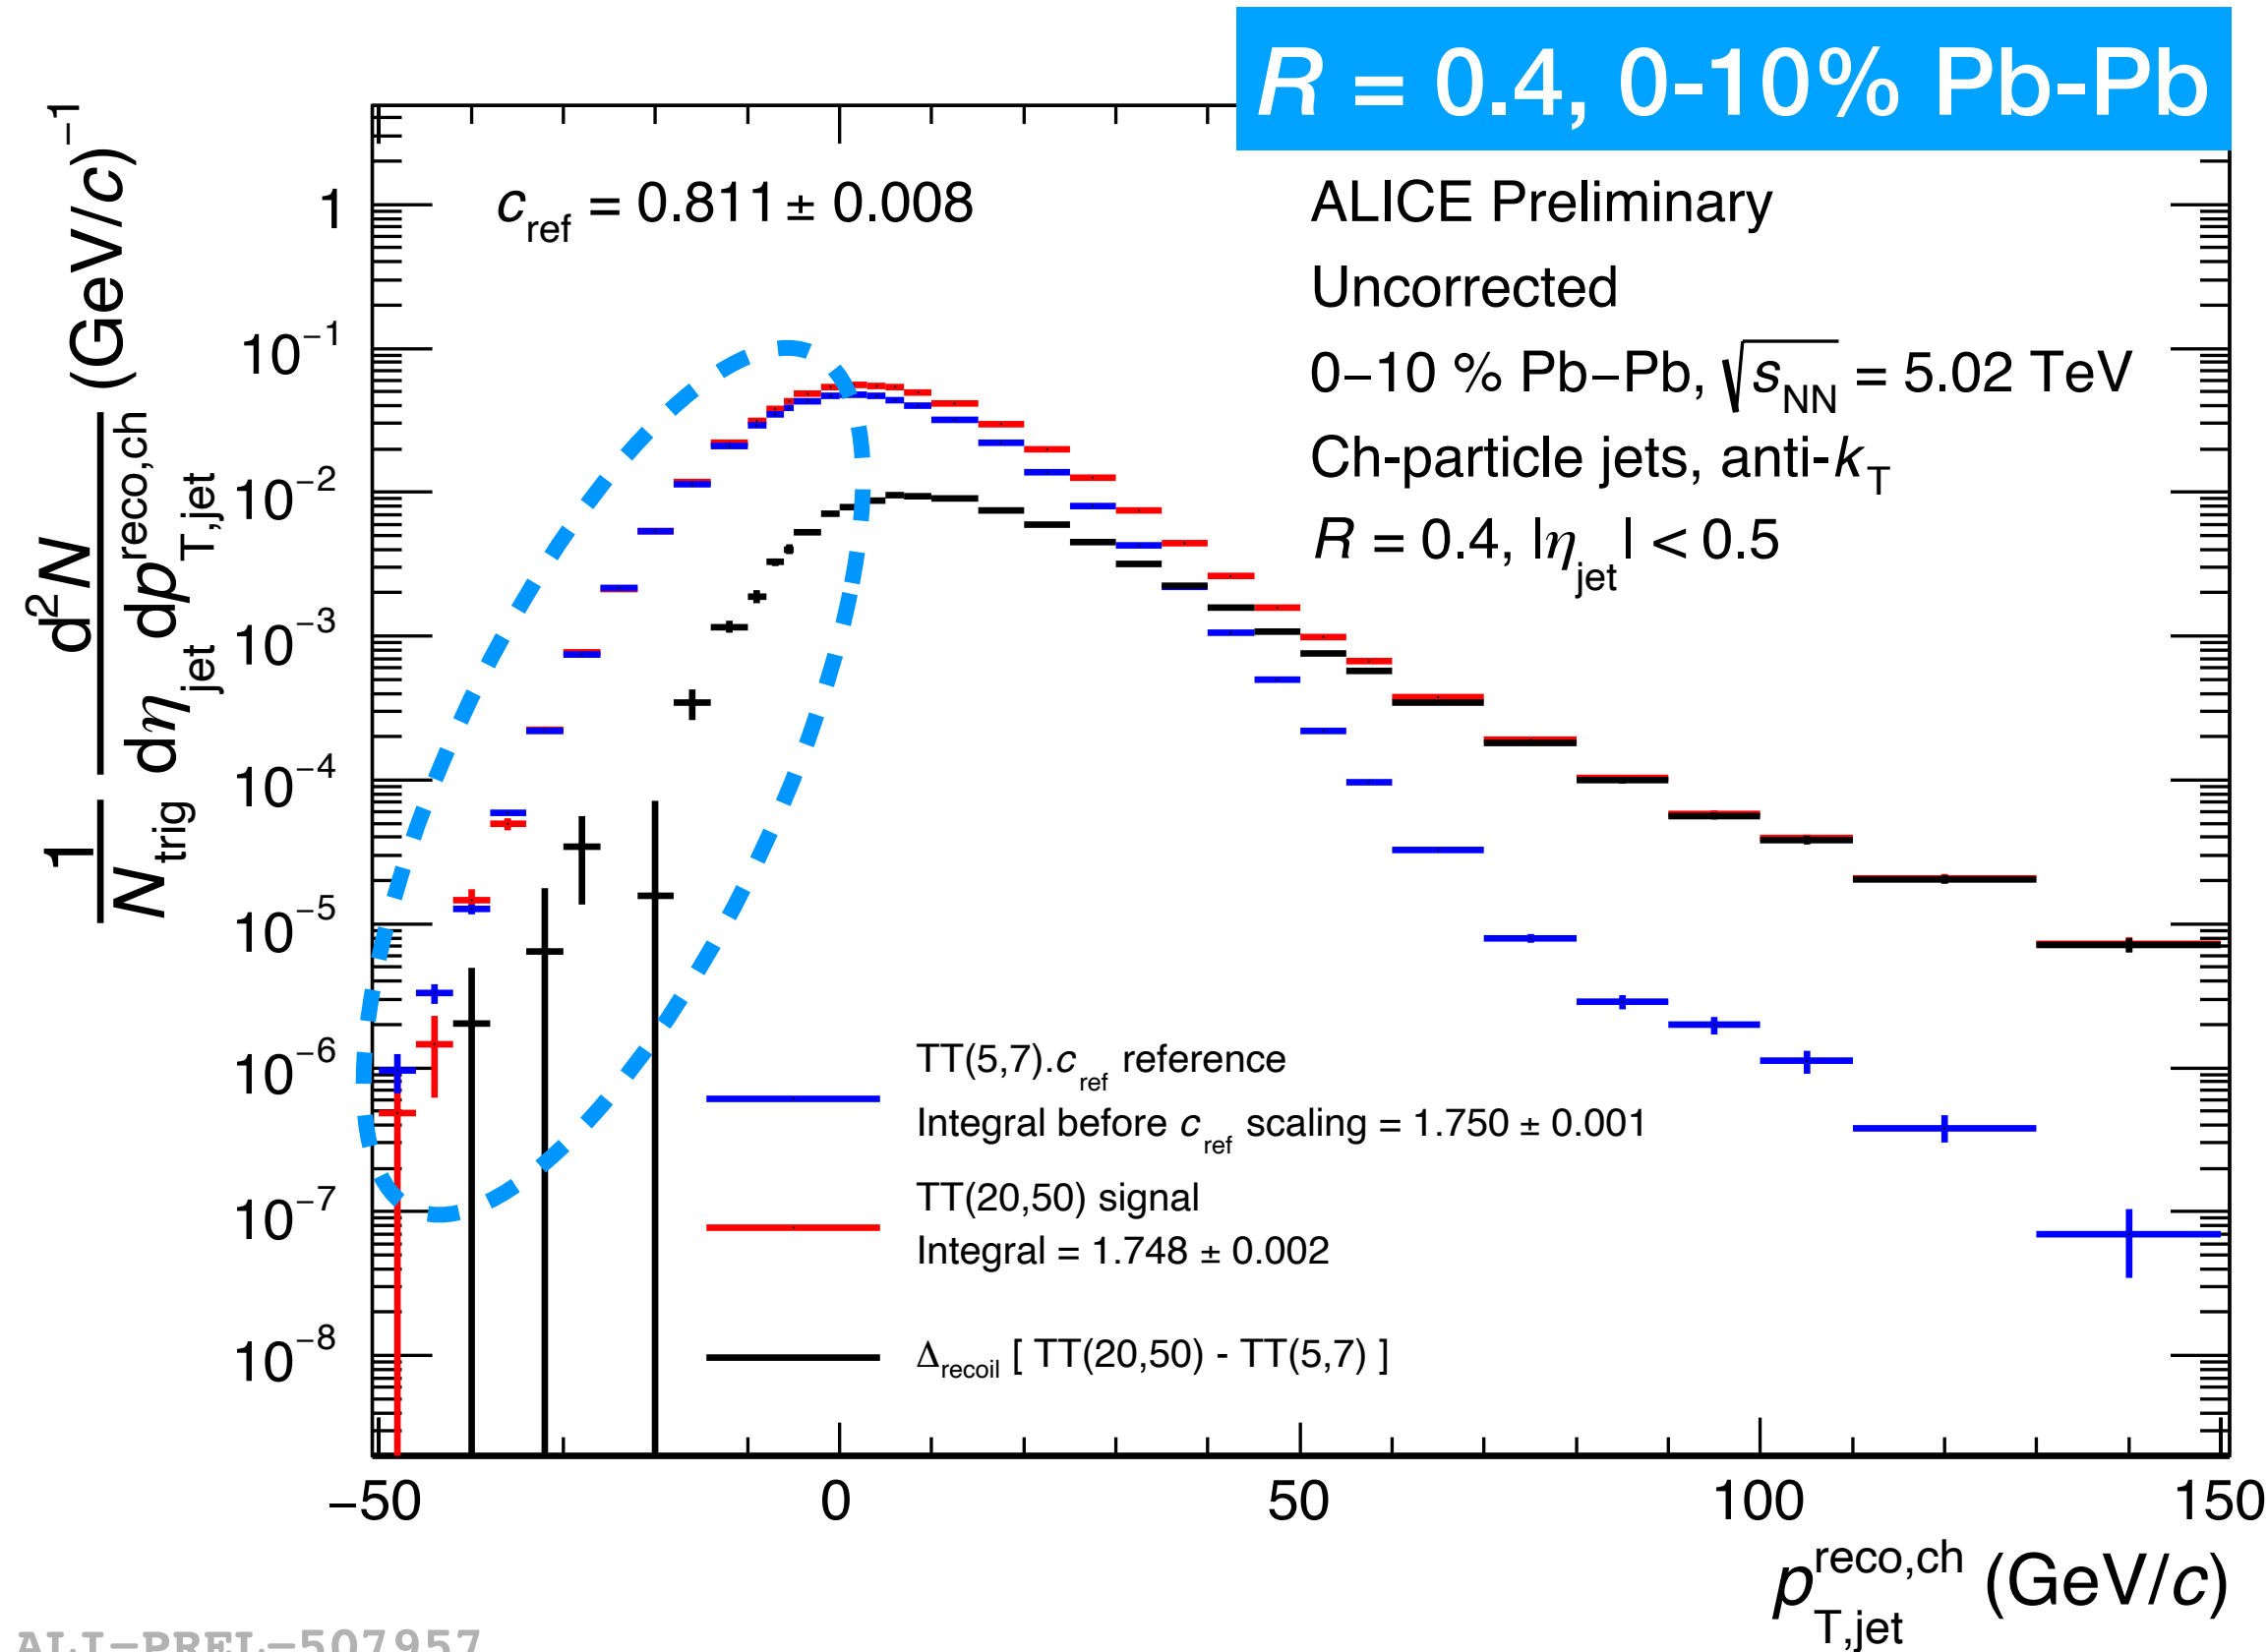 R = 0.4, 0-10% Pb-Pb
c_ref = 0.811 ± 0.008
ALICE Preliminary
Uncorrected
0−10 % Pb−Pb, √s_NN = 5.02 TeV
Ch-particle jets, anti-k_T
R = 0.4, |η_jet| < 0.5
1/N_trig d²N/dη_jet dp_T,jet^reco,ch (GeV/c)⁻¹
1
10⁻¹
10⁻²
10⁻³
10⁻⁴
10⁻⁵
10⁻⁶
10⁻⁷
10⁻⁸
TT(5,7).c_ref reference
Integral before c_ref scaling = 1.750 ± 0.001
TT(20,50) signal
Integral = 1.748 ± 0.002
Δ_recoil [ TT(20,50) - TT(5,7) ]
−50 0 50 100 150
p_T,jet^reco,ch (GeV/c)
ALI−PREL−507957